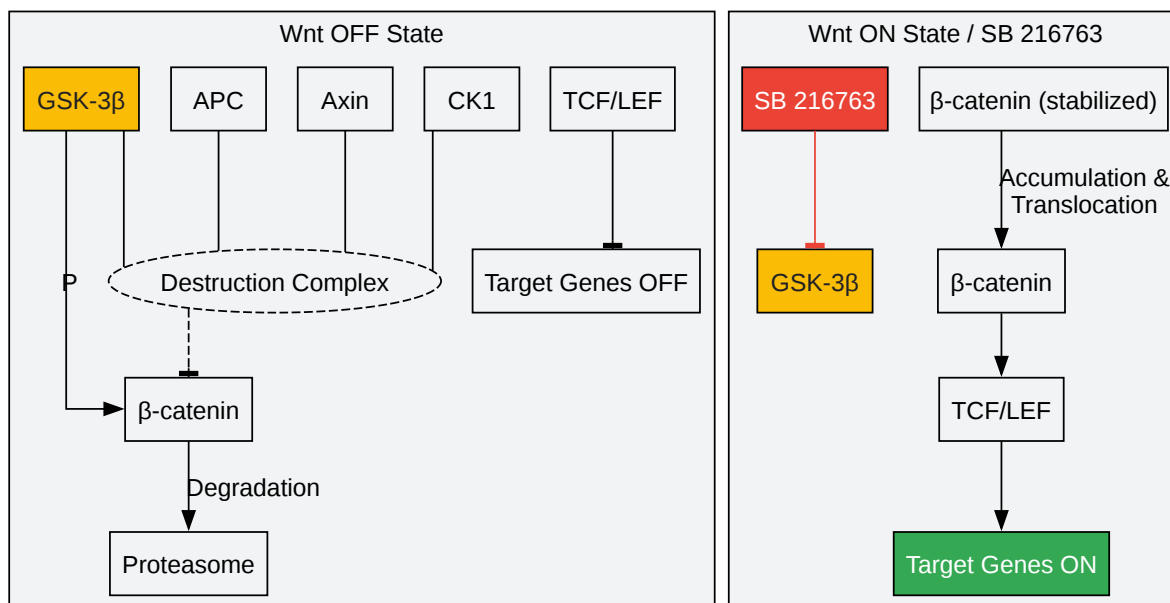 Wnt OFF State
GSK-3β
APC
Axin
CK1
TCF/LEF
P
Destruction Complex
Target Genes OFF
β-catenin
Degradation
Proteasome
Wnt ON State / SB 216763
SB 216763
β-catenin (stabilized)
Accumulation &
Translocation
GSK-3β
β-catenin
TCF/LEF
Target Genes ON